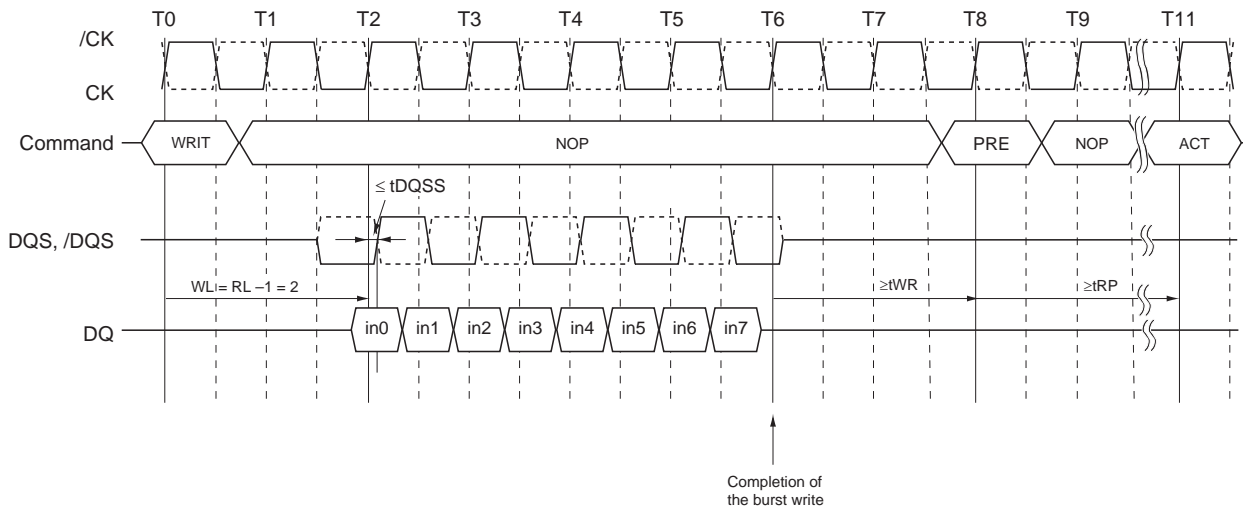 T0 T1 T2 T3 T4 T5 T6 T7 T8 T9 T11
/CK
CK
Command WRIT NOP PRE NOP ACT
≤ tDQSS
DQS, /DQS
WL = RL –1 = 2 ≥tWR ≥tRP
DQ in0 in1 in2 in3 in4 in5 in6 in7
Completion of
the burst write